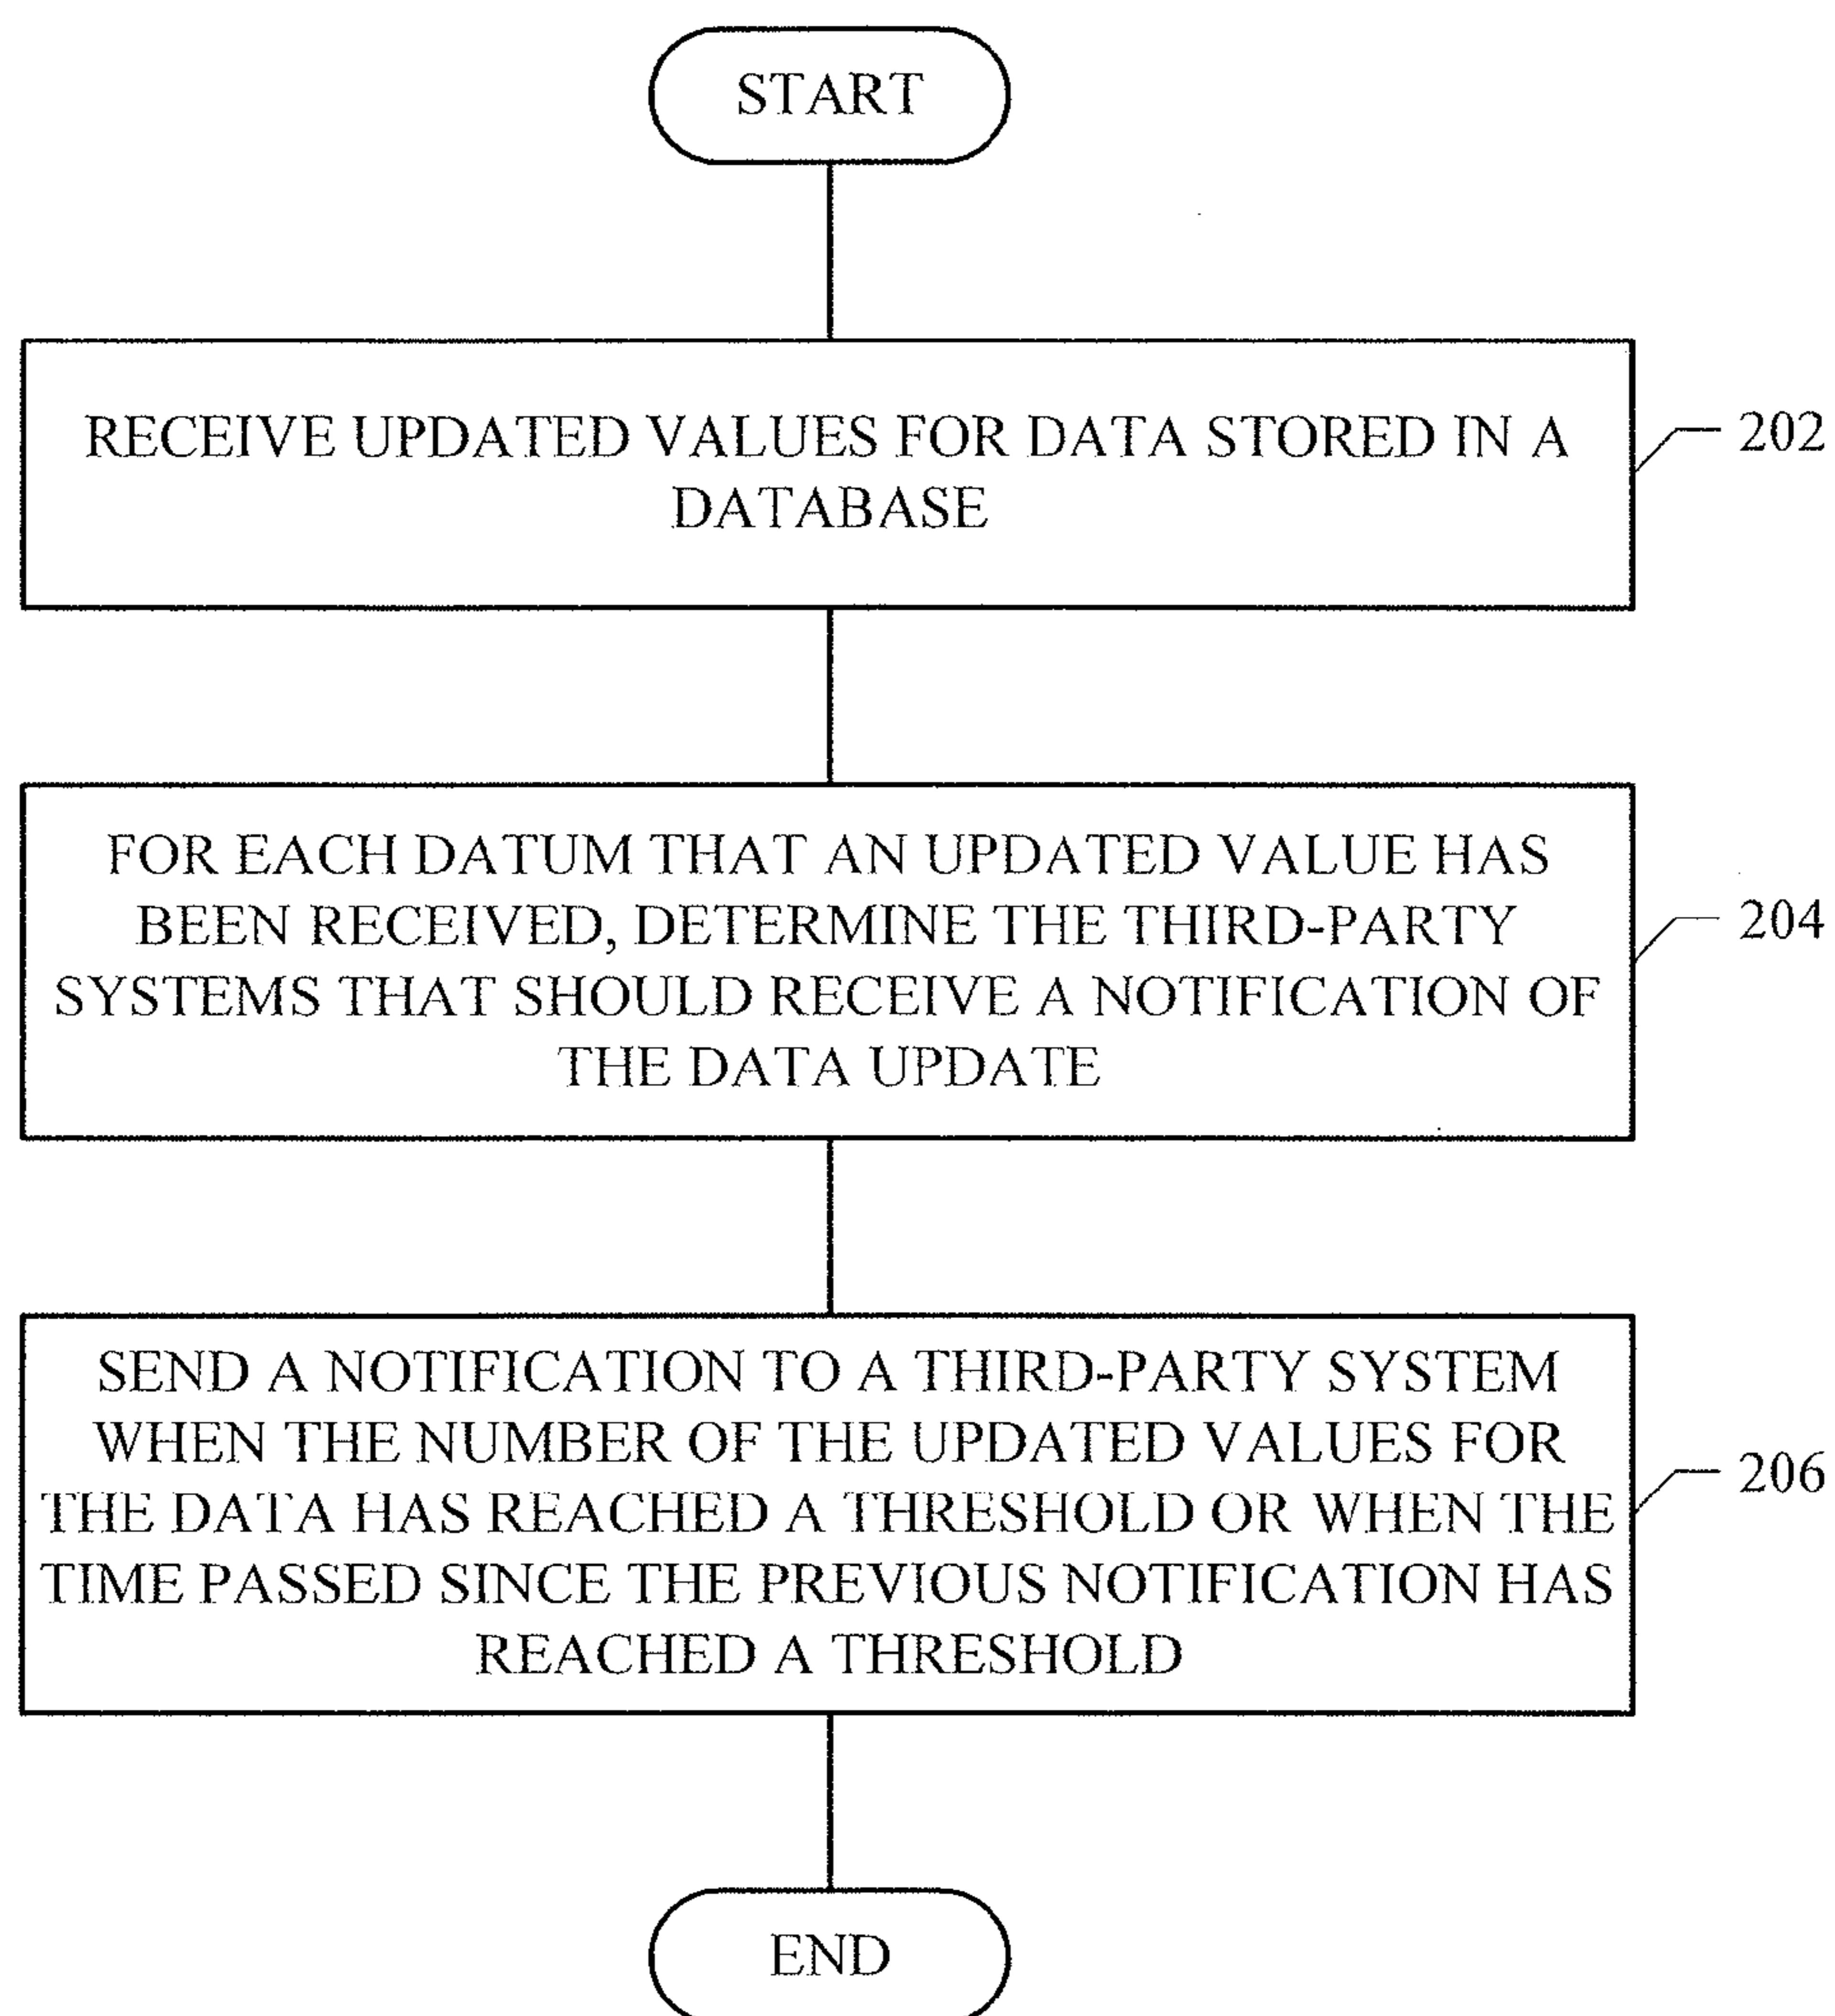 START
RECEIVE UPDATED VALUES FOR DATA STORED IN A
DATABASE
202
FOR EACH DATUM THAT AN UPDATED VALUE HAS
BEEN RECEIVED, DETERMINE THE THIRD-PARTY
SYSTEMS THAT SHOULD RECEIVE A NOTIFICATION OF
THE DATA UPDATE
204
SEND A NOTIFICATION TO A THIRD-PARTY SYSTEM
WHEN THE NUMBER OF THE UPDATED VALUES FOR
THE DATA HAS REACHED A THRESHOLD OR WHEN THE
TIME PASSED SINCE THE PREVIOUS NOTIFICATION HAS
REACHED A THRESHOLD
206
END